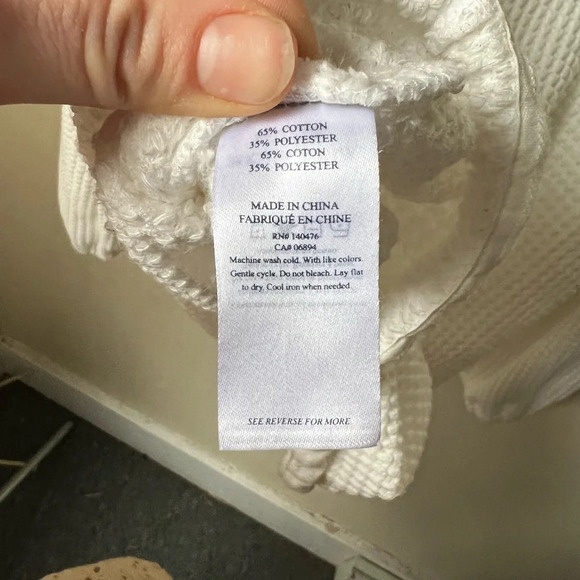 65% COTTON
35% POLYESTER
65% COTON
35% POLYESTER
MADE IN CHINA
FABRIQUÉ EN CHINE
RN# 140476
CA# 06894
Machine wash cold. With like colors.
Gentle cycle. Do not bleach. Lay flat
to dry. Cool iron when needed
SEE REVERSE FOR MORE